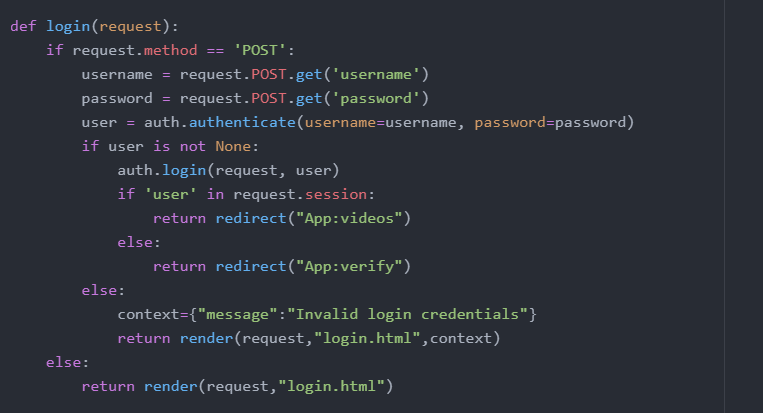 def login(request):
    if request.method == 'POST':
        username = request.POST.get('username')
        password = request.POST.get('password')
        user = auth.authenticate(username=username, password=password)
        if user is not None:
            auth.login(request, user)
            if 'user' in request.session:
                return redirect("App:videos")
            else:
                return redirect("App:verify")
        else:
            context={"message":"Invalid login credentials"}
            return render(request,"login.html",context)
    else:
        return render(request,"login.html")